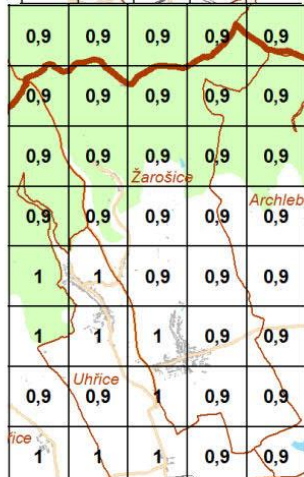 0,9 0,9 0,9 0,9 0,9
0,9 0,9 0,9 0,9 0,9
0,9 0,9 0,9 0,9 0,9
Žarošice
Archleb
0,9 0,9 0,9 0,9 0,9
1 1 0,9 0,9 0,9
1 1 1 0,9 0,9
Uhřice
0,9 0,9 1 0,9 0,9
řice
1 1 1 0,9 0,9